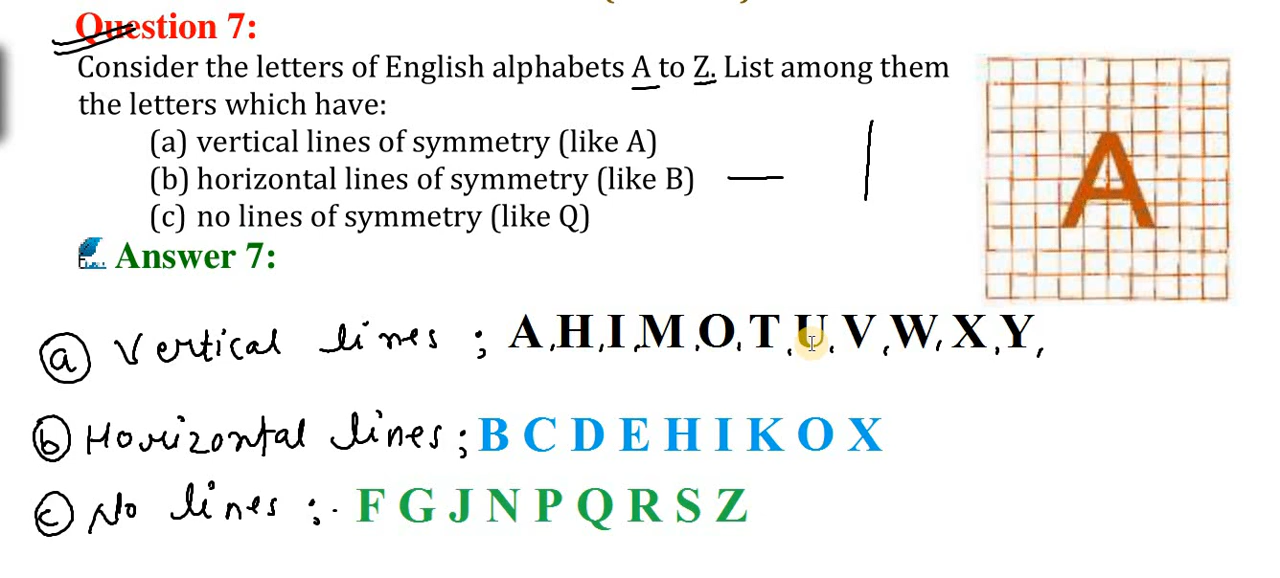 Question 7:
Consider the letters of English alphabets A to Z. List among them
the letters which have:
(a) vertical lines of symmetry (like A)
(b) horizontal lines of symmetry (like B)
(c) no lines of symmetry (like Q)
Answer 7:
A
(a) Vertical lines ; A,H,I,M,O,T,U,V,W,X,Y,
(b) Horizontal lines ; B C D E H I K O X
(c) No lines :- F G J N P Q R S Z